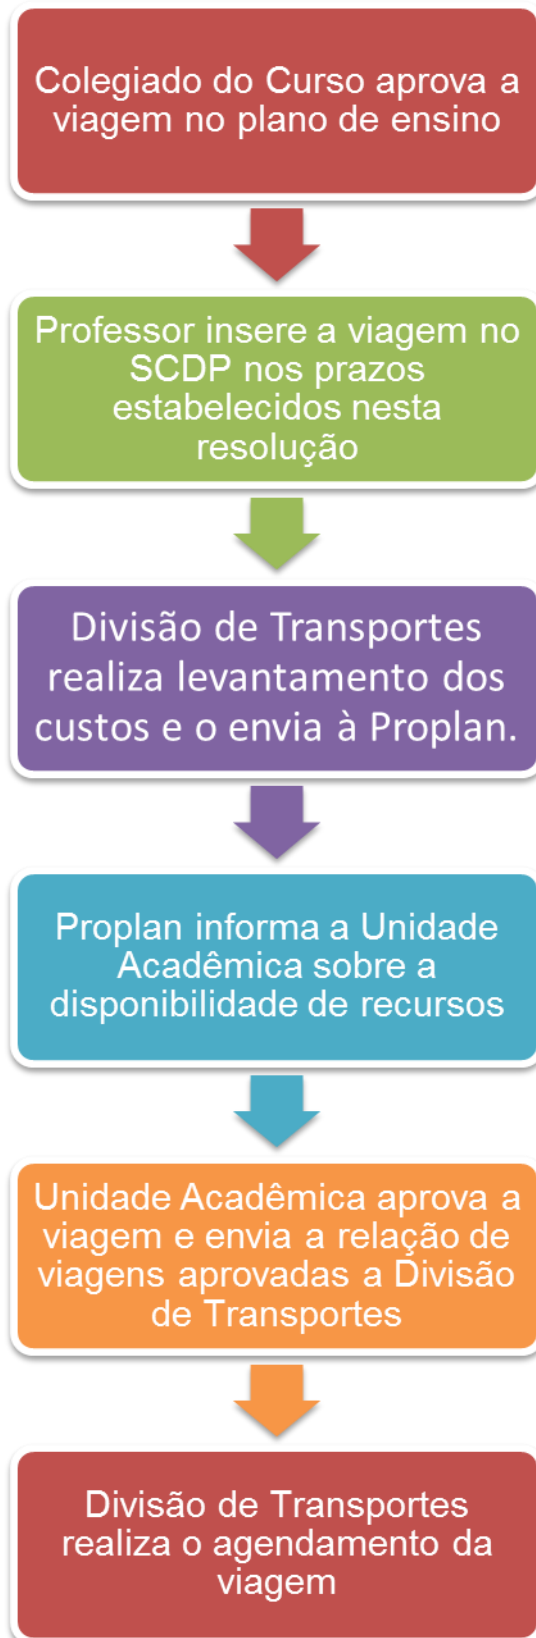 Colegiado do Curso aprova a
viagem no plano de ensino
Professor insere a viagem no
SCDP nos prazos
estabelecidos nesta
resolução
Divisão de Transportes
realiza levantamento dos
custos e o envia à Proplan.
Proplan informa a Unidade
Acadêmica sobre a
disponibilidade de recursos
Unidade Acadêmica aprova a
viagem e envia a relação de
viagens aprovadas a Divisão
de Transportes
Divisão de Transportes
realiza o agendamento da
viagem